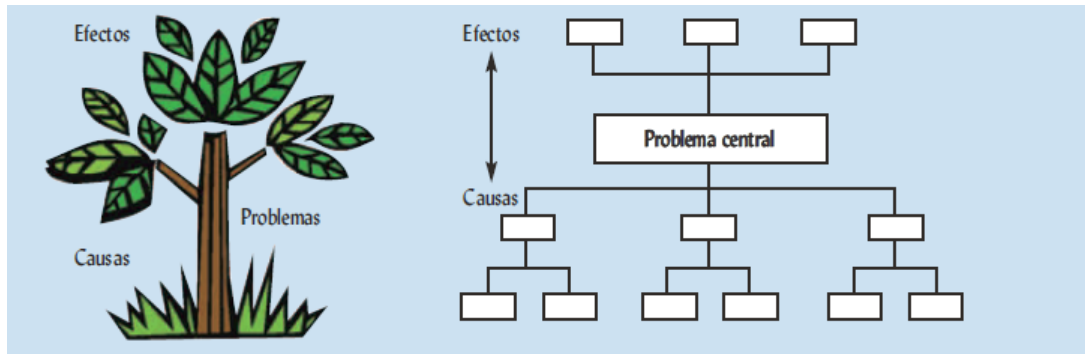 Efectos
Problemas
Causas
Efectos
Problema central
Causas